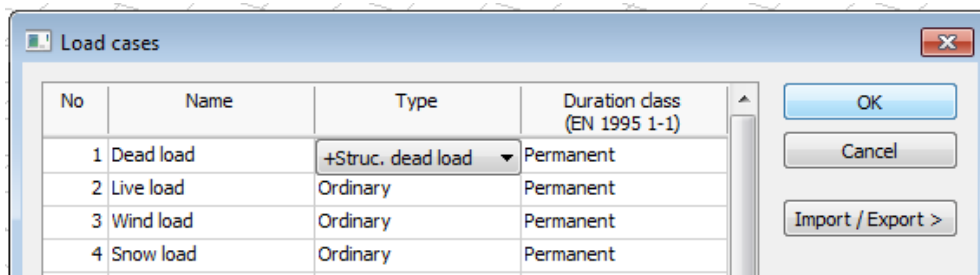 Load cases
No Name Type Duration class
(EN 1995 1-1)
OK
1 Dead load +Struc. dead load Permanent
Cancel
2 Live load Ordinary Permanent
3 Wind load Ordinary Permanent
Import / Export >
4 Snow load Ordinary Permanent